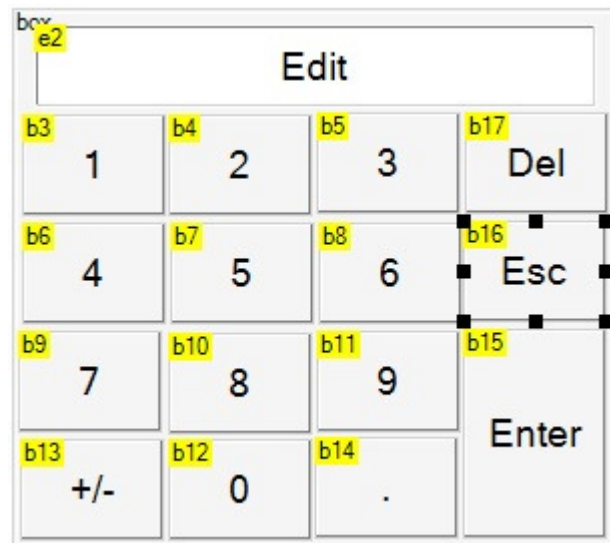 box
e2
Edit
b3 b4 b5 b17
1 2 3 Del
b6 b7 b8 b16
4 5 6 Esc
b9 b10 b11 b15
7 8 9
Enter
b13 b12 b14
+/- 0 .